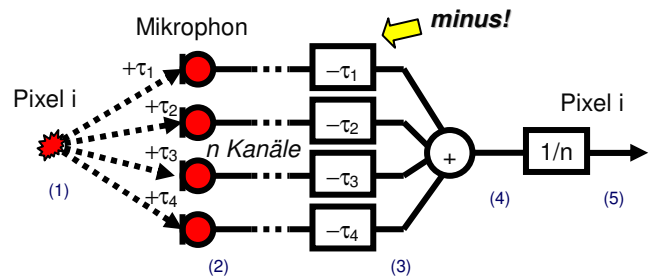 Mikrophon
minus!
+τ1
−τ1
Pixel i
Pixel i
+τ2
−τ2
n Kanäle
+
1/n
+τ3
−τ3
(1)
(4)
(5)
+τ4
−τ4
(2)
(3)